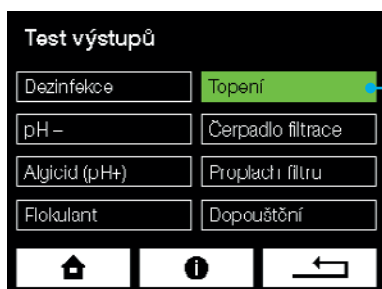 Test výstupů
Dezinfekce
Topení
pH –
Čerpadlo filtrace
Algicid (pH+)
Proplach filtru
Flokulant
Dopouštění